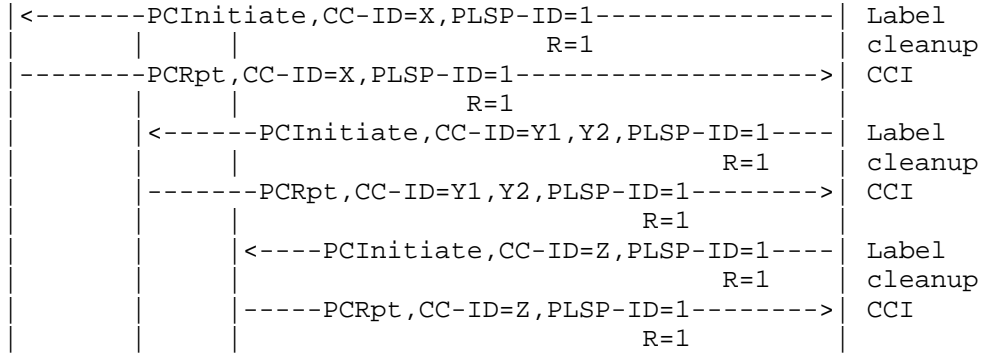 |<-------PCInitiate,CC-ID=X,PLSP-ID=1---------------| Label
| | | R=1 | cleanup
|--------PCRpt,CC-ID=X,PLSP-ID=1------------------->| CCI
| | | R=1 |
| |<------PCInitiate,CC-ID=Y1,Y2,PLSP-ID=1----| Label
| | | R=1 | cleanup
| |-------PCRpt,CC-ID=Y1,Y2,PLSP-ID=1-------->| CCI
| | | R=1 |
| | |<----PCInitiate,CC-ID=Z,PLSP-ID=1----| Label
| | | R=1 | cleanup
| | |-----PCRpt,CC-ID=Z,PLSP-ID=1-------->| CCI
| | | R=1 |